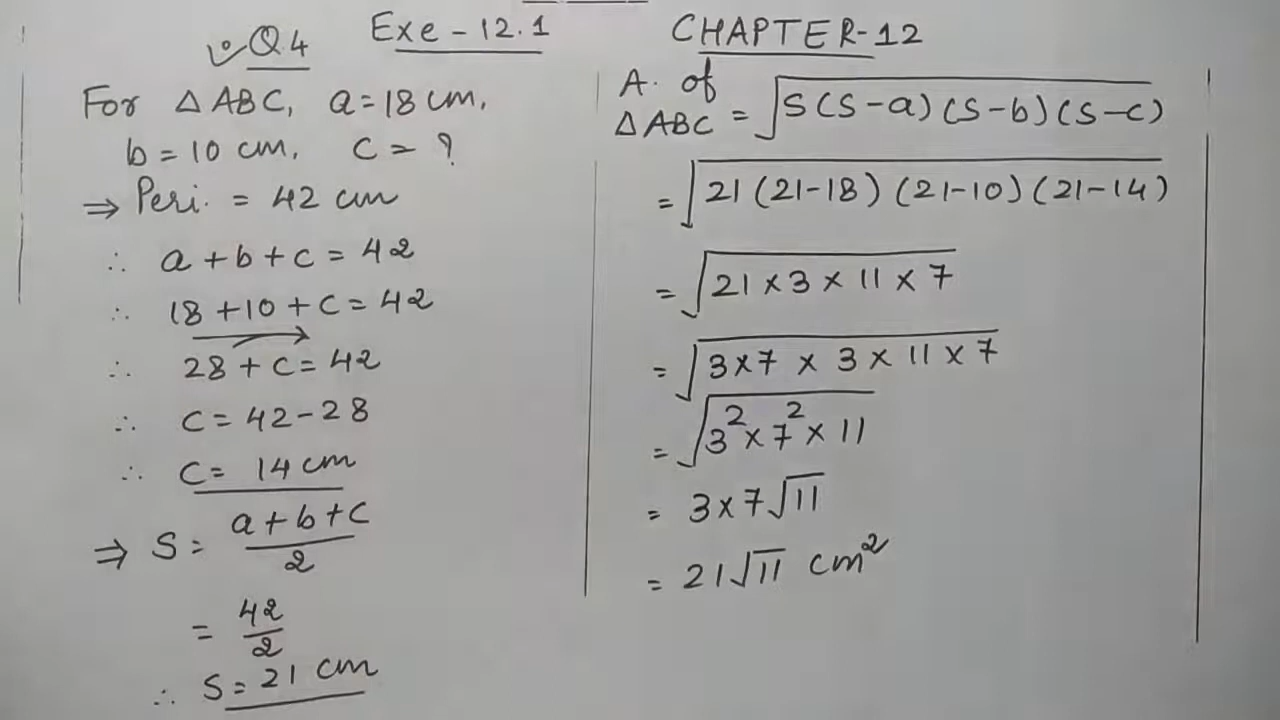 Q4 Exe - 12.1 CHAPTER-12
For △ABC, a = 18 cm,
b = 10 cm, c = ?
⇒ Peri. = 42 cm
∴ a + b + c = 42
∴ 18 + 10 + c = 42
∴ 28 + c = 42
∴ c = 42 - 28
∴ c = 14 cm
⇒ S = a + b + c / 2
= 42 / 2
∴ S = 21 cm
A. of △ABC = √S(S-a)(S-b)(S-c)
= √21(21-18)(21-10)(21-14)
= √21 × 3 × 11 × 7
= √3×7 × 3 × 11 × 7
= √3² × 7² × 11
= 3 × 7√11
= 21√11 cm²